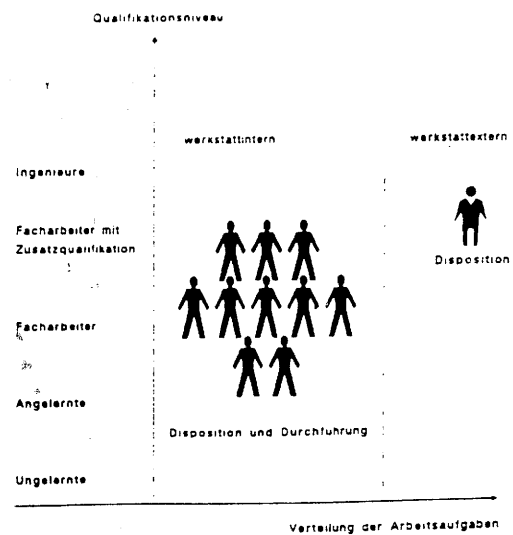 Qualifikationsniveau
werkstattintern
werkstattextern
Ingenieure
Facharbeiter mit
Zusatzqualifikation
Disposition
Facharbeiter
Angelernte
Disposition und Durchführung
Ungelernte
Verteilung der Arbeitsaufgaben